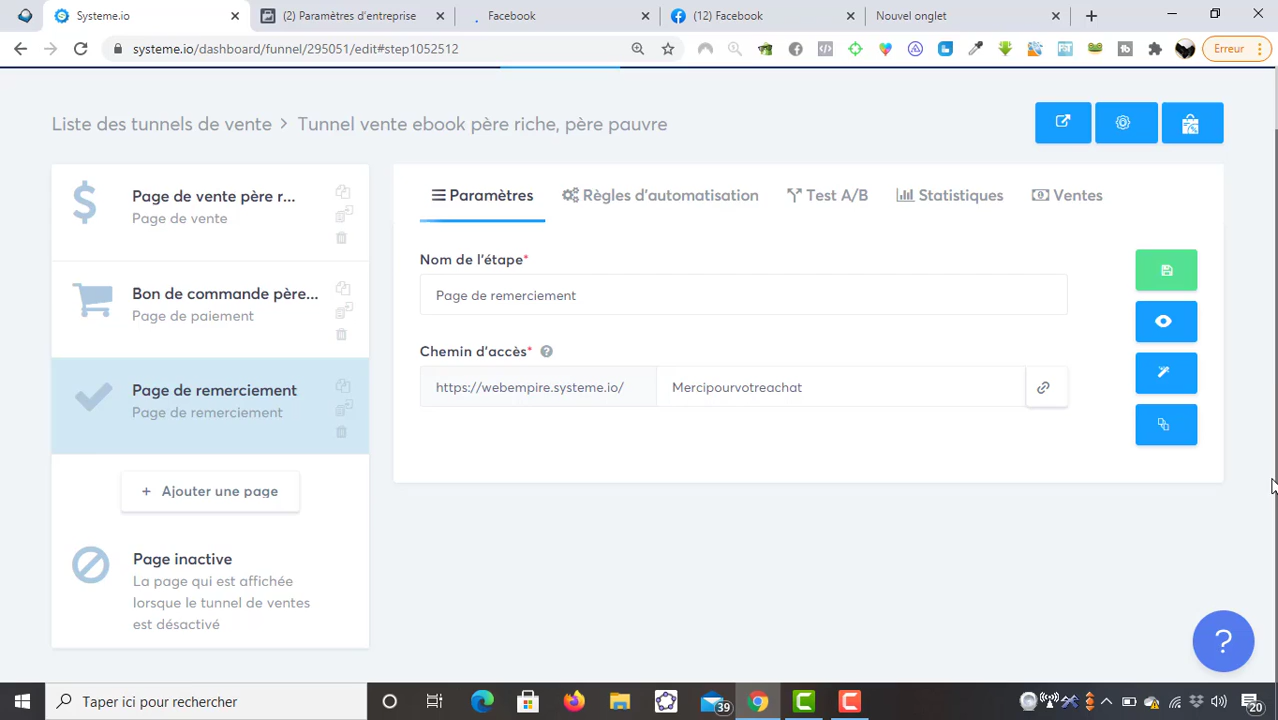 Systeme.io
(2) Paramètres d'entreprise
Facebook
(12) Facebook
Nouvel onglet
systeme.io/dashboard/funnel/295051/edit#step1052512
Erreur
Liste des tunnels de vente > Tunnel vente ebook père riche, père pauvre
Page de vente père r...
Page de vente
Bon de commande père...
Page de paiement
Page de remerciement
Page de remerciement
+ Ajouter une page
Page inactive
La page qui est affichée
lorsque le tunnel de ventes
est désactivé
Paramètres
Règles d'automatisation
Test A/B
Statistiques
Ventes
Nom de l'étape*
Page de remerciement
Chemin d'accès* ?
https://webempire.systeme.io/
Mercipourvotreachat
?
Taper ici pour rechercher
39
20